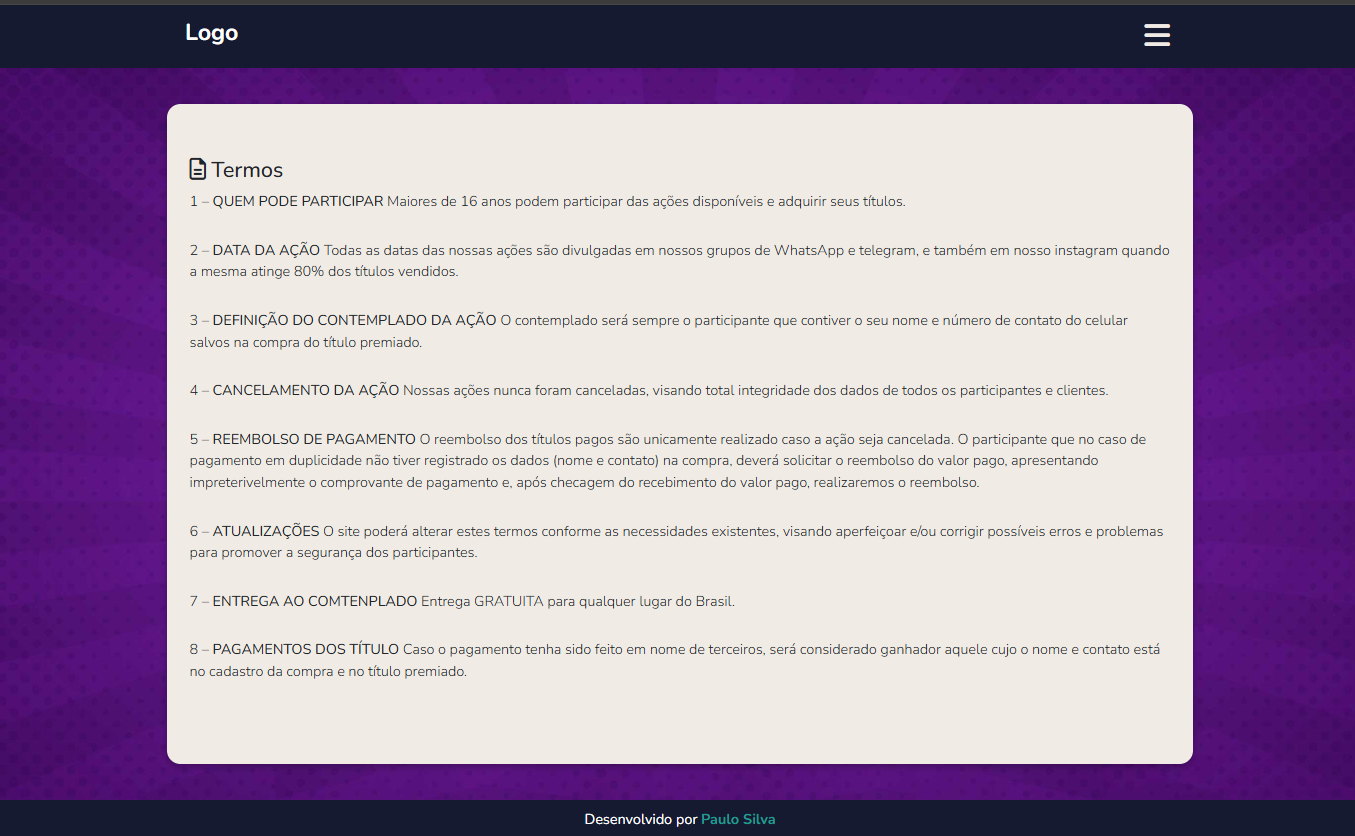 Logo
Termos
1 – QUEM PODE PARTICIPAR Maiores de 16 anos podem participar das ações disponíveis e adquirir seus títulos.
2 – DATA DA AÇÃO Todas as datas das nossas ações são divulgadas em nossos grupos de WhatsApp e telegram, e também em nosso instagram quando
a mesma atinge 80% dos títulos vendidos.
3 – DEFINIÇÃO DO CONTEMPLADO DA AÇÃO O contemplado será sempre o participante que contiver o seu nome e número de contato do celular
salvos na compra do título premiado.
4 – CANCELAMENTO DA AÇÃO Nossas ações nunca foram canceladas, visando total integridade dos dados de todos os participantes e clientes.
5 – REEMBOLSO DE PAGAMENTO O reembolso dos títulos pagos são unicamente realizado caso a ação seja cancelada. O participante que no caso de
pagamento em duplicidade não tiver registrado os dados (nome e contato) na compra, deverá solicitar o reembolso do valor pago, apresentando
impreterivelmente o comprovante de pagamento e, após checagem do recebimento do valor pago, realizaremos o reembolso.
6 – ATUALIZAÇÕES O site poderá alterar estes termos conforme as necessidades existentes, visando aperfeiçoar e/ou corrigir possíveis erros e problemas
para promover a segurança dos participantes.
7 – ENTREGA AO COMTENPLADO Entrega GRATUITA para qualquer lugar do Brasil.
8 – PAGAMENTOS DOS TÍTULO Caso o pagamento tenha sido feito em nome de terceiros, será considerado ganhador aquele cujo o nome e contato está
no cadastro da compra e no título premiado.
Desenvolvido por Paulo Silva